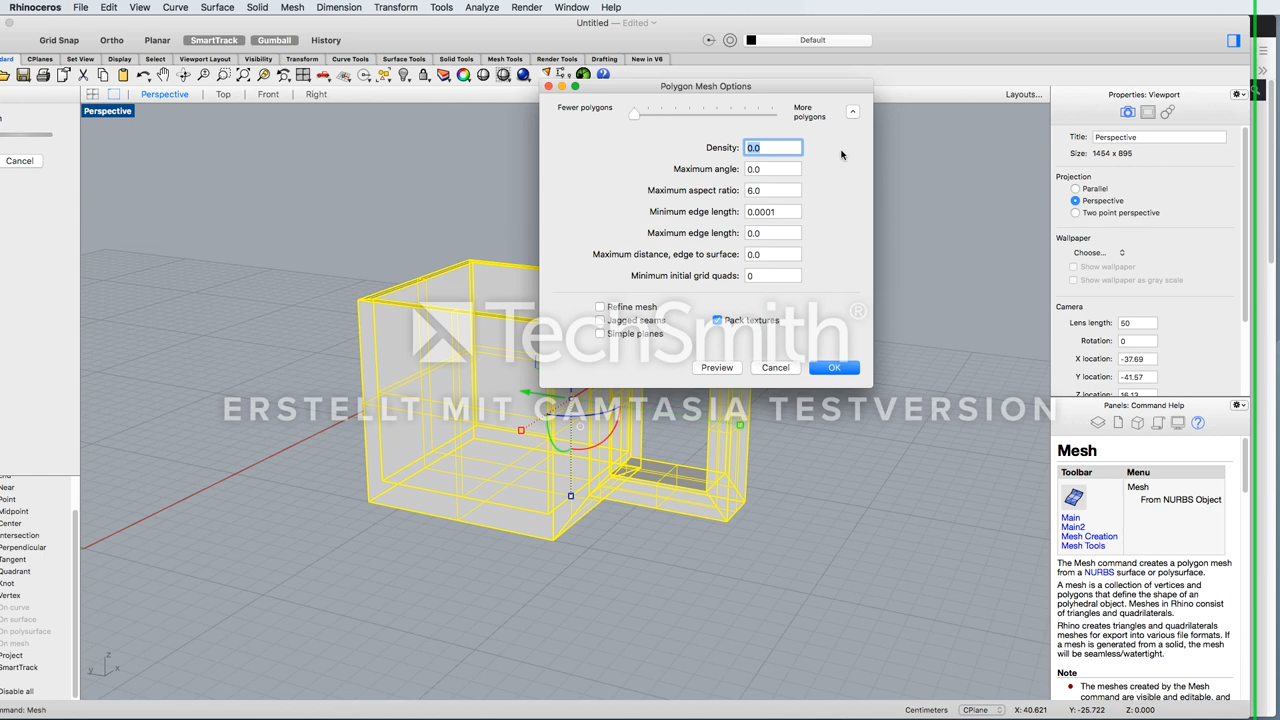 Rhinoceros File Edit View Curve Surface Solid Mesh Dimension Transform Tools Analyze Render Window Help
Untitled — Edited
Grid Snap Ortho Planar SmartTrack Gumball History
Default
CPlanes Set View Display Select Viewport Layout Visibility Transform Curve Tools Surface Tools Solid Tools Mesh Tools Render Tools Drafting New in V6
Perspective Top Front Right Layouts...
Perspective
Cancel
Polygon Mesh Options
Fewer polygons
More polygons
Density: 0.0
Maximum angle: 0.0
Maximum aspect ratio: 6.0
Minimum edge length: 0.0001
Maximum edge length: 0.0
Maximum distance, edge to surface: 0.0
Minimum initial grid quads: 0
Refine mesh
Jagged seams Pack textures
Simple planes
Preview Cancel OK
TechSmith®
ERSTELLT MIT CAMTASIA TESTVERSION
Properties: Viewport
Title: Perspective
Size: 1454 x 895
Projection
Parallel
Perspective
Two point perspective
Wallpaper
Choose...
Show wallpaper
Show wallpaper as gray scale
Camera
Lens length: 50
Rotation: 0
X location: -37.69
Y location: -41.57
Panels: Command Help
Mesh
Toolbar Menu
Mesh
From NURBS Object
Main
Main2
Mesh Creation
Mesh Tools
The Mesh command creates a polygon mesh
from a NURBS surface or polysurface.
A mesh is a collection of vertices and
polygons that define the shape of an
polyhedral object. Meshes in Rhino consist
of triangles and quadrilaterals.
Rhino creates triangles and quadrilaterals
meshes for export into various file formats. If
a mesh is generated from a solid, the mesh
will be seamless/watertight.
Note
The meshes created by the Mesh
command are visible and editable, and
Near
Point
Midpoint
Center
ntersection
Perpendicular
Tangent
Quadrant
Knot
Vertex
On curve
On surface
On polysurface
On mesh
Project
SmartTrack
Disable all
z
y x
mmand: Mesh
Centimeters CPlane X: 40.621 Y: -25.722 Z: 0.000